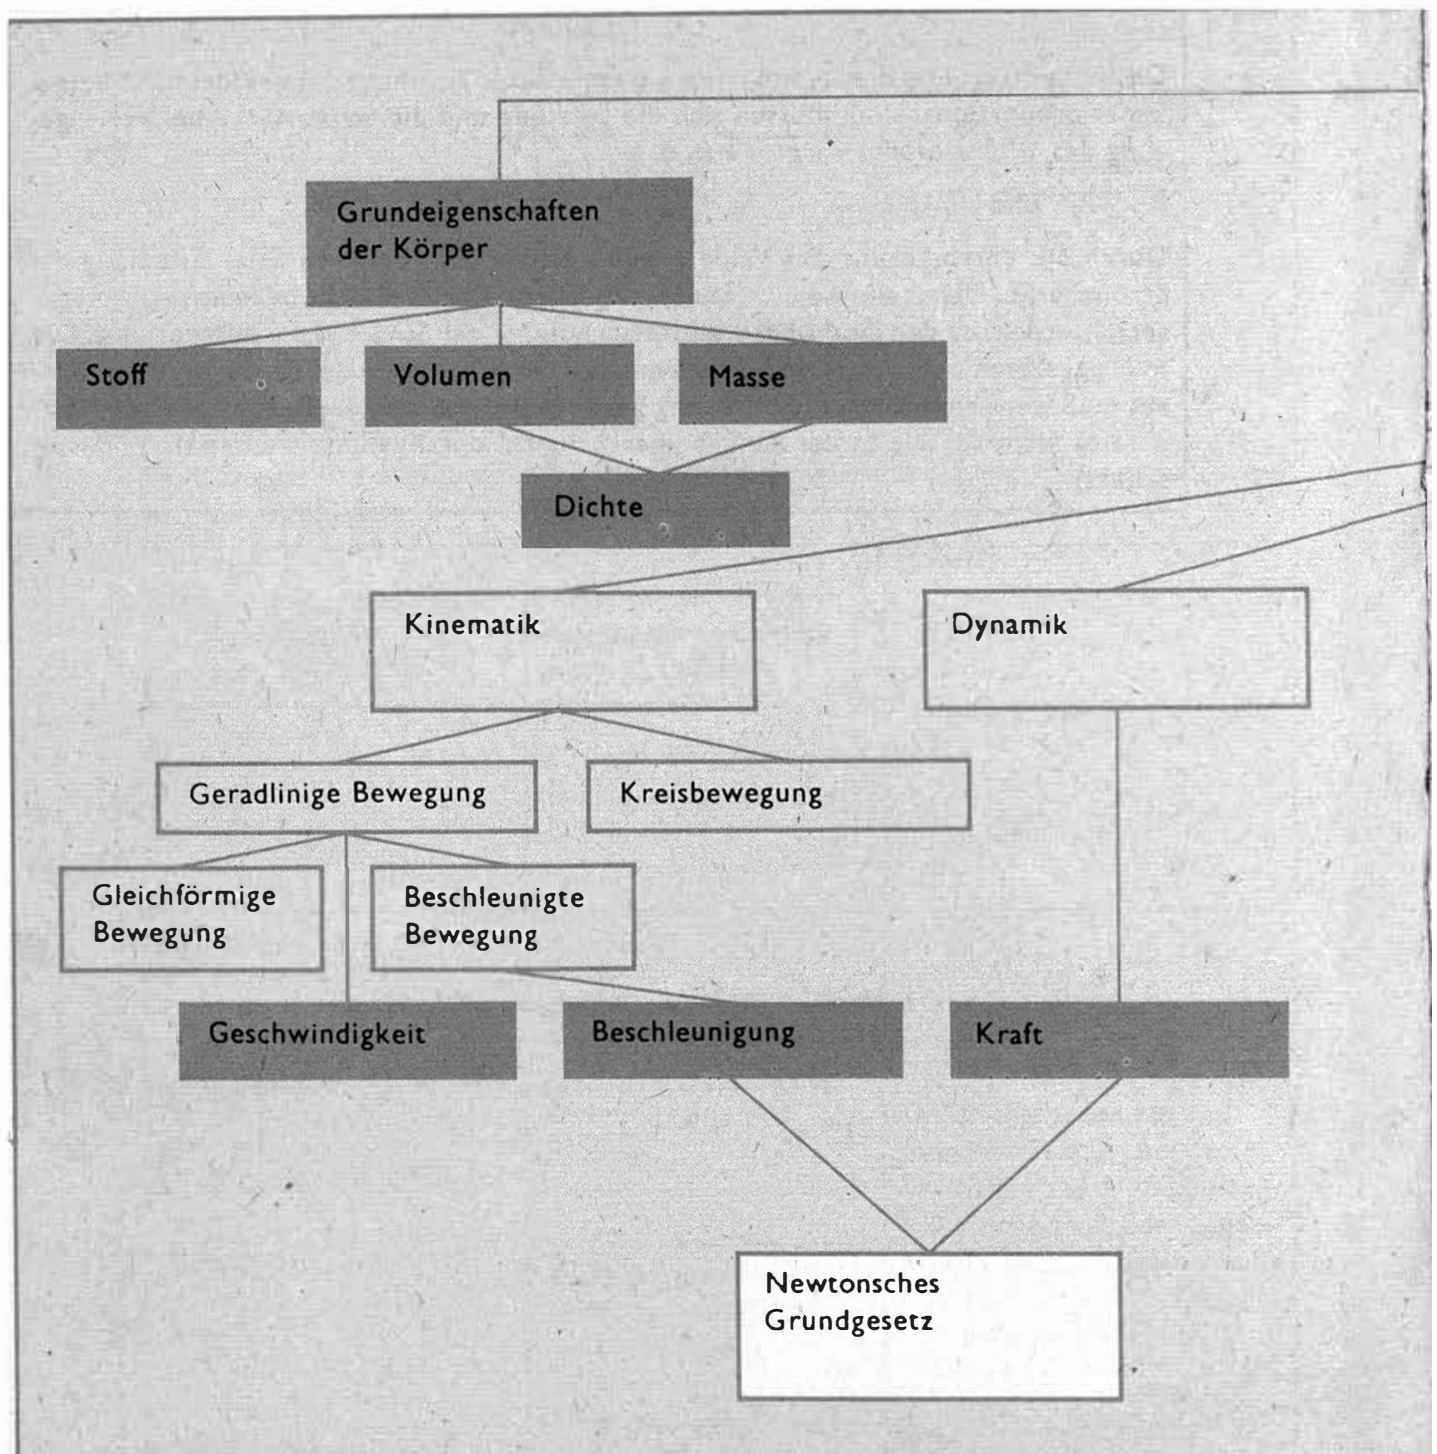 Grundeigenschaften
der Körper
Stoff
Volumen
Masse
Dichte
Kinematik
Dynamik
Geradlinige Bewegung
Kreisbewegung
Gleichförmige
Bewegung
Beschleunigte
Bewegung
Geschwindigkeit
Beschleunigung
Kraft
Newtonsches
Grundgesetz